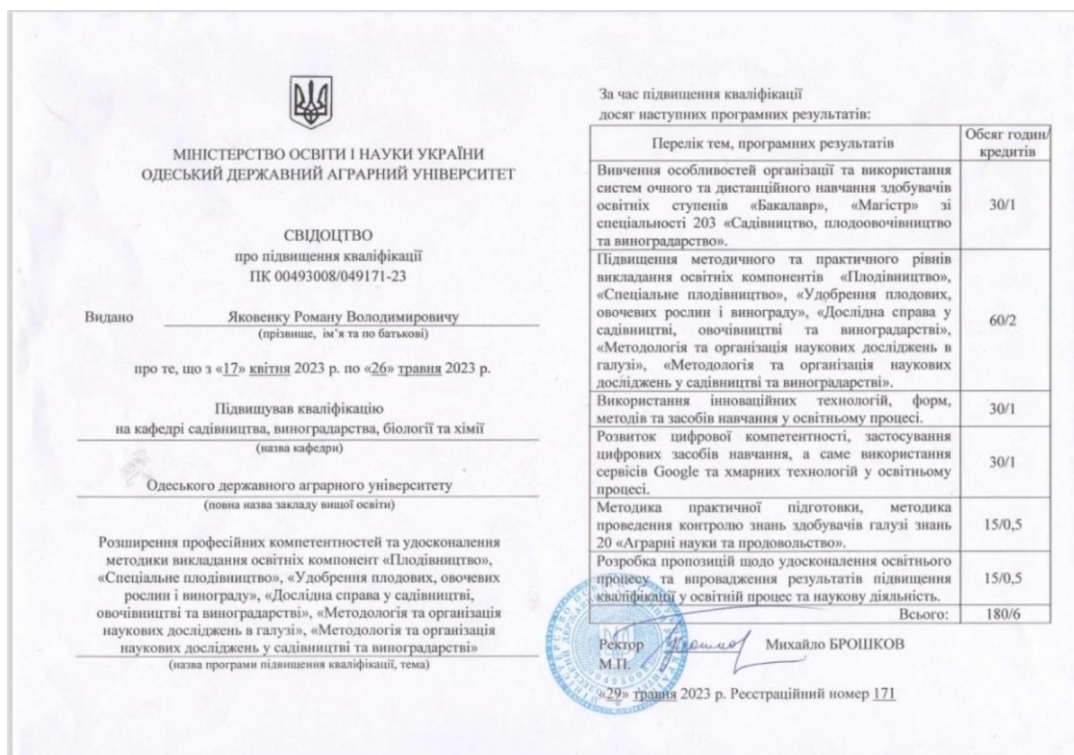 МІНІСТЕРСТВО ОСВІТИ І НАУКИ УКРАЇНИ
ОДЕСЬКИЙ ДЕРЖАВНИЙ АГРАРНИЙ УНІВЕРСИТЕТ
СВІДОЦТВО
про підвищення кваліфікації
ПК 00493008/049171-23
Видано Яковенку Роману Володимировичу
(прізвище, ім’я та по батькові)
про те, що з «17» квітня 2023 р. по «26» травня 2023 р.
Підвищував кваліфікацію
на кафедрі садівництва, виноградарства, біології та хімії
(назва кафедри)
Одеського державного аграрного університету
(повна назва закладу вищої освіти)
Розширення професійних компетентностей та удосконалення
методики викладання освітніх компонент «Плодівництво»,
«Спеціальне плодівництво», «Удобрення плодових, овочевих
рослин і винограду», «Дослідна справа у садівництві,
овочівництві та виноградарстві», «Методологія та організація
наукових досліджень в галузі», «Методологія та організація
наукових досліджень у садівництві та виноградарстві»
(назва програми підвищення кваліфікації, тема)
За час підвищення кваліфікації
досяг наступних програмних результатів:
Перелік тем, програмних результатів
Обсяг годин/
кредитів
Вивчення особливостей організації та використання
систем очного та дистанційного навчання здобувачів
освітніх ступенів «Бакалавр», «Магістр» зі
спеціальності 203 «Садівництво, плодоовочівництво
та виноградарство».
30/1
Підвищення методичного та практичного рівнів
викладання освітніх компонентів «Плодівництво»,
«Спеціальне плодівництво», «Удобрення плодових,
овочевих рослин і винограду», «Дослідна справа у
садівництві, овочівництві та виноградарстві»,
«Методологія та організація наукових досліджень в
галузі», «Методологія та організація наукових
досліджень у садівництві та виноградарстві».
60/2
Використання інноваційних технологій, форм,
методів та засобів навчання у освітньому процесі.
30/1
Розвиток цифрової компетентності, застосування
цифрових засобів навчання, а саме використання
сервісів Google та хмарних технологій у освітньому
процесі.
30/1
Методика практичної підготовки, методика
проведення контролю знань здобувачів галузі знань
20 «Аграрні науки та продовольство».
15/0,5
Розробка пропозицій щодо удосконалення освітнього
процесу та впровадження результатів підвищення
кваліфікації у освітній процес та наукову діяльність.
15/0,5
Всього: 180/6
Ректор Михайло БРОШКОВ
М.П.
«29» травня 2023 р. Реєстраційний номер 171